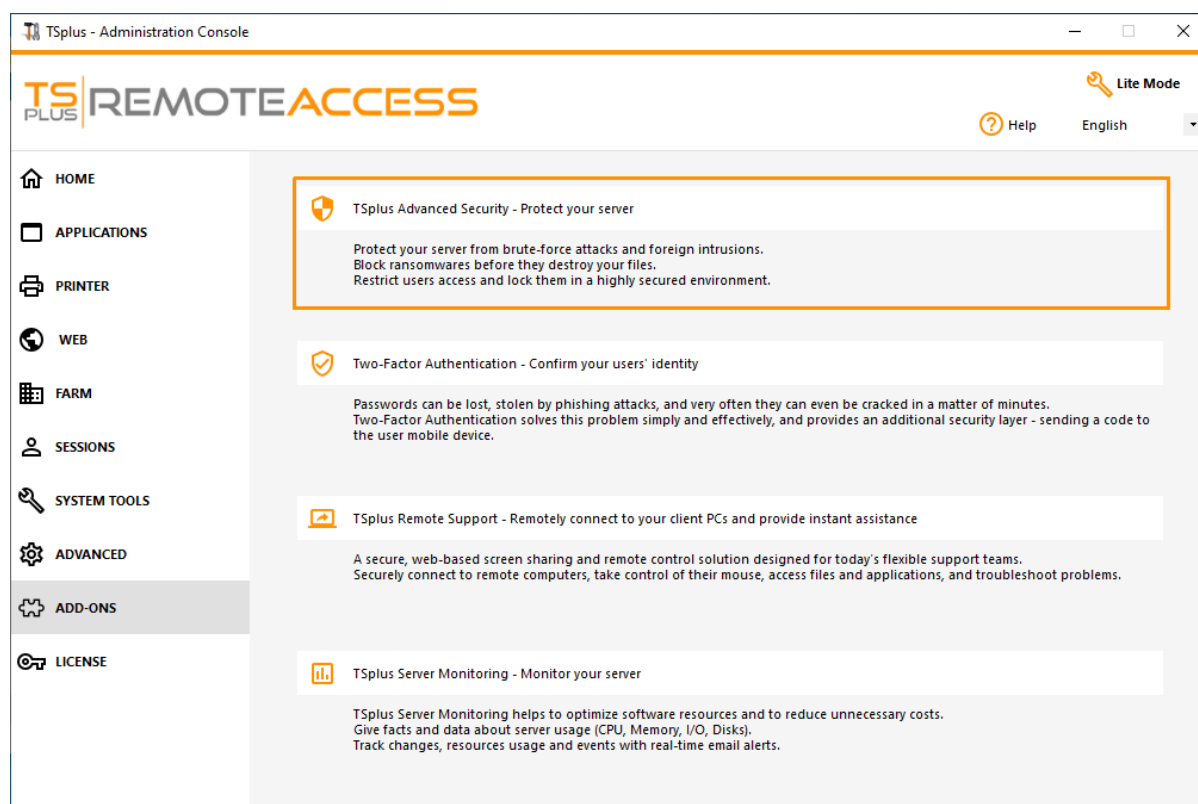 TSplus - Administration Console
TS PLUS REMOTEACCESS
Lite Mode
Help
English
HOME
APPLICATIONS
PRINTER
WEB
FARM
SESSIONS
SYSTEM TOOLS
ADVANCED
ADD-ONS
LICENSE
TSplus Advanced Security - Protect your server
Protect your server from brute-force attacks and foreign intrusions.
Block ransomwares before they destroy your files.
Restrict users access and lock them in a highly secured environment.
Two-Factor Authentication - Confirm your users' identity
Passwords can be lost, stolen by phishing attacks, and very often they can even be cracked in a matter of minutes.
Two-Factor Authentication solves this problem simply and effectively, and provides an additional security layer - sending a code to
the user mobile device.
TSplus Remote Support - Remotely connect to your client PCs and provide instant assistance
A secure, web-based screen sharing and remote control solution designed for today's flexible support teams.
Securely connect to remote computers, take control of their mouse, access files and applications, and troubleshoot problems.
TSplus Server Monitoring - Monitor your server
TSplus Server Monitoring helps to optimize software resources and to reduce unnecessary costs.
Give facts and data about server usage (CPU, Memory, I/O, Disks).
Track changes, resources usage and events with real-time email alerts.